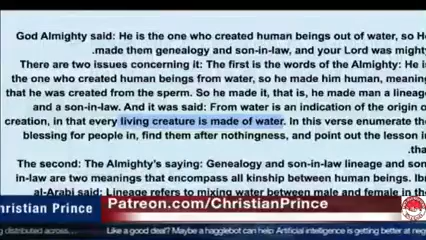 God Almighty said: He is the one who created human beings out of water, so He
.made them genealogy and son-in-law, and your Lord was mighty
There are two issues concerning it: The first is the words of the Almighty: He is
the one who created human beings from water, so he made him human, meaning
that he was created from the sperm. So he made it, that is, he made man a lineage
and a son-in-law. And it was said: From water is an indication of the origin of
creation, in that every living creature is made of water. In this verse enumerate the
blessing for people in, find them after nothingness, and point out the lesson in
.tha
The second: The Almighty's saying: Genealogy and son-in-law lineage and son
in-law are two meanings that encompass all kinship between human beings. Ib
al-Arabi said: Lineage refers to mixing water between male and female in the
hristian Prince
Patreon.com/ChristianPrince
ng distributed across...
Like a good deal? Maybe a hagglebot can help
Artificial intelligence is getting better at neg